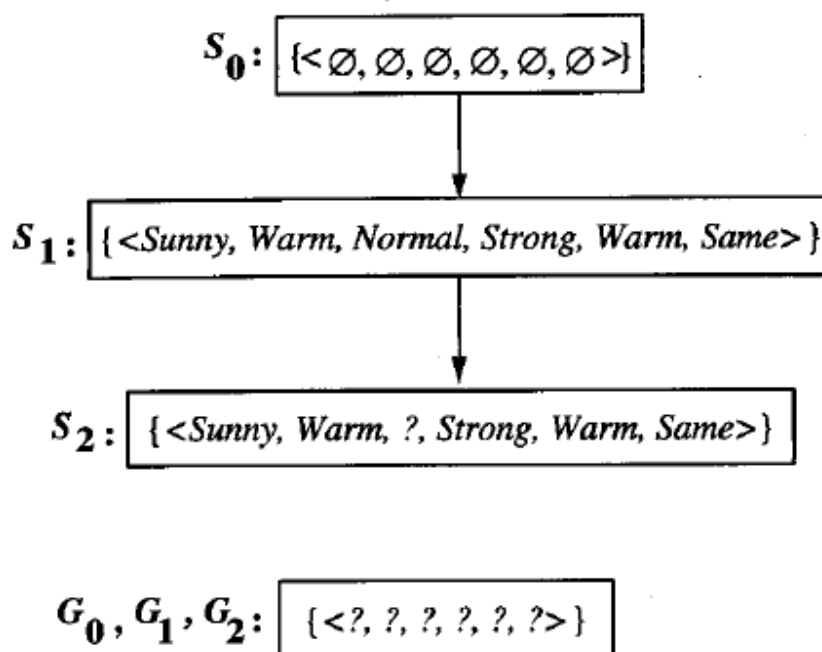 S0: {<∅, ∅, ∅, ∅, ∅, ∅>}
S1: {<Sunny, Warm, Normal, Strong, Warm, Same>}
S2: {<Sunny, Warm, ?, Strong, Warm, Same>}
G0, G1, G2: {<?, ?, ?, ?, ?, ?>}